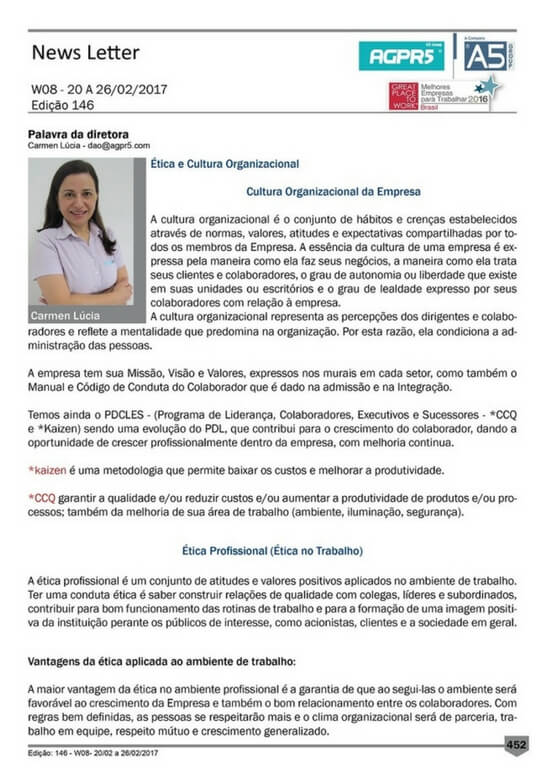 News Letter
AGPR5
A Company
A5
GROUP
W08 - 20 A 26/02/2017
Edição 146
GREAT
PLACE
TO
WORK®
Melhores
Empresas
para Trabalhar 2016
Brasil
Palavra da diretora
Carmen Lúcia - dao@agpr5.com
Ética e Cultura Organizacional
Cultura Organizacional da Empresa
A cultura organizacional é o conjunto de hábitos e crenças estabelecidos
através de normas, valores, atitudes e expectativas compartilhadas por to-
dos os membros da Empresa. A essência da cultura de uma empresa é ex-
pressa pela maneira como ela faz seus negócios, a maneira como ela trata
seus clientes e colaboradores, o grau de autonomia ou liberdade que existe
em suas unidades ou escritórios e o grau de lealdade expresso por seus
colaboradores com relação à empresa.
Carmen Lúcia
A cultura organizacional representa as percepções dos dirigentes e colabo-
radores e reflete a mentalidade que predomina na organização. Por esta razão, ela condiciona a ad-
ministração das pessoas.
A empresa tem sua Missão, Visão e Valores, expressos nos murais em cada setor, como também o
Manual e Código de Conduta do Colaborador que é dado na admissão e na Integração.
Temos ainda o PDCLES - (Programa de Liderança, Colaboradores, Executivos e Sucessores - *CCQ
e *Kaizen) sendo uma evolução do PDL, que contribui para o crescimento do colaborador, dando a
oportunidade de crescer profissionalmente dentro da empresa, com melhoria continua.
*kaizen é uma metodologia que permite baixar os custos e melhorar a produtividade.
*CCQ garantir a qualidade e/ou reduzir custos e/ou aumentar a produtividade de produtos e/ou pro-
cessos; também da melhoria de sua área de trabalho (ambiente, iluminação, segurança).
Ética Profissional (Ética no Trabalho)
A ética profissional é um conjunto de atitudes e valores positivos aplicados no ambiente de trabalho.
Ter uma conduta ética é saber construir relações de qualidade com colegas, líderes e subordinados,
contribuir para bom funcionamento das rotinas de trabalho e para a formação de uma imagem positi-
va da instituição perante os públicos de interesse, como acionistas, clientes e a sociedade em geral.
Vantagens da ética aplicada ao ambiente de trabalho:
A maior vantagem da ética no ambiente profissional é a garantia de que ao segui-las o ambiente será
favorável ao crescimento da Empresa e também o bom relacionamento entre os colaboradores. Com
regras bem definidas, as pessoas se respeitarão mais e o clima organizacional será de parceria, tra-
balho em equipe, respeito mútuo e crescimento generalizado.
452
Edição: 146 - W08- 20/02 a 26/02/2017